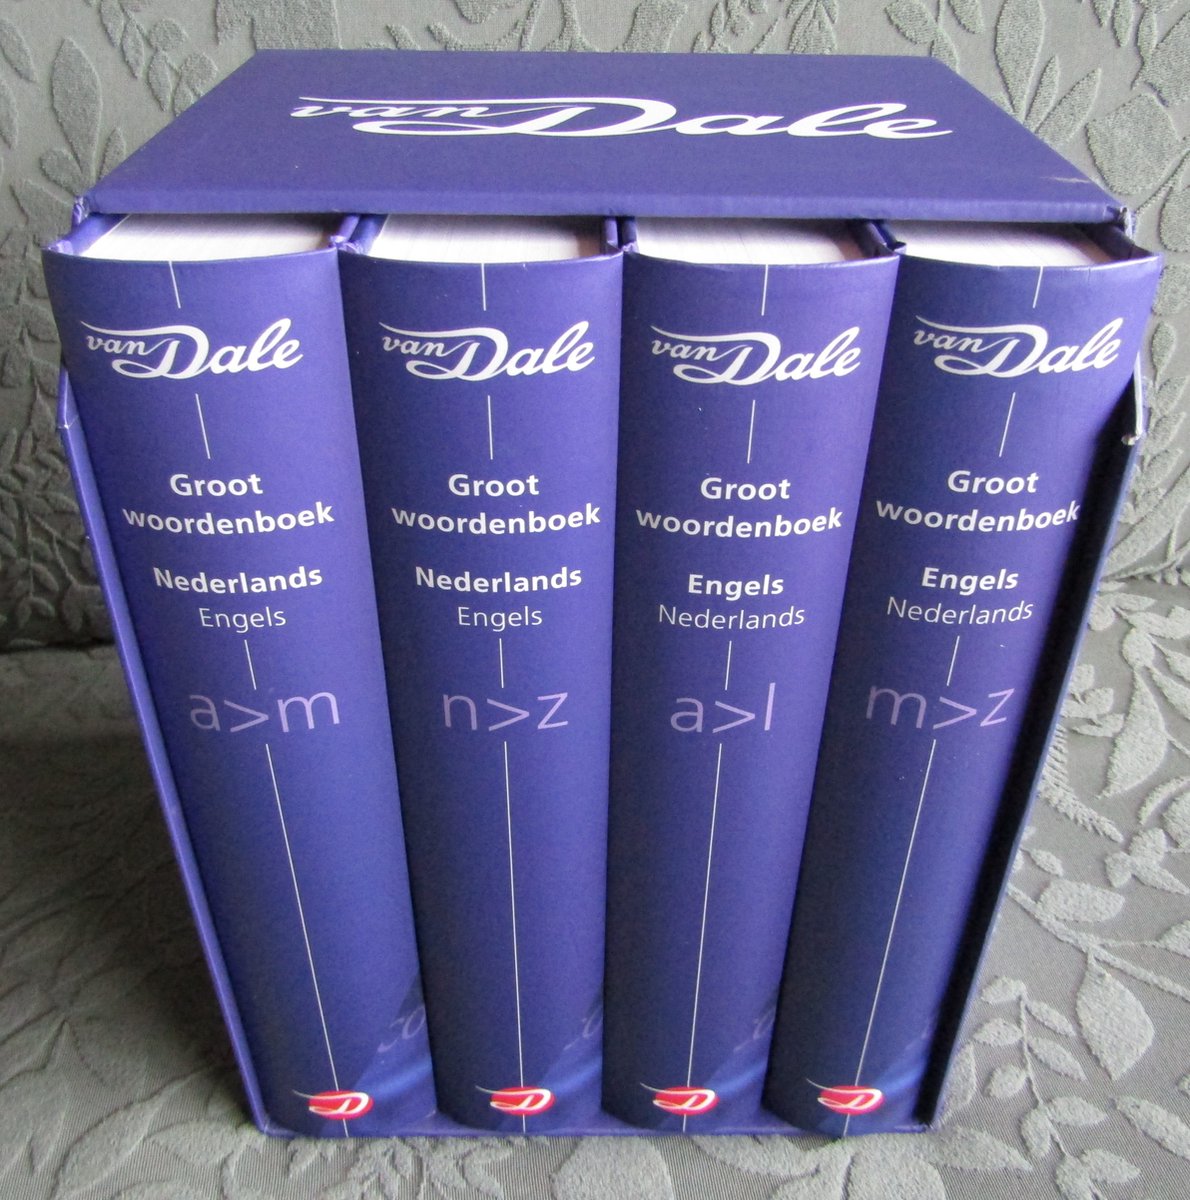 van Dale
van Dale
Groot
woordenboek
Nederlands
Engels
a>m
van Dale
Groot
woordenboek
Nederlands
Engels
n>z
van Dale
Groot
woordenboek
Engels
Nederlands
a>l
van Dale
Groot
woordenboek
Engels
Nederlands
m>z
D
D
D
D